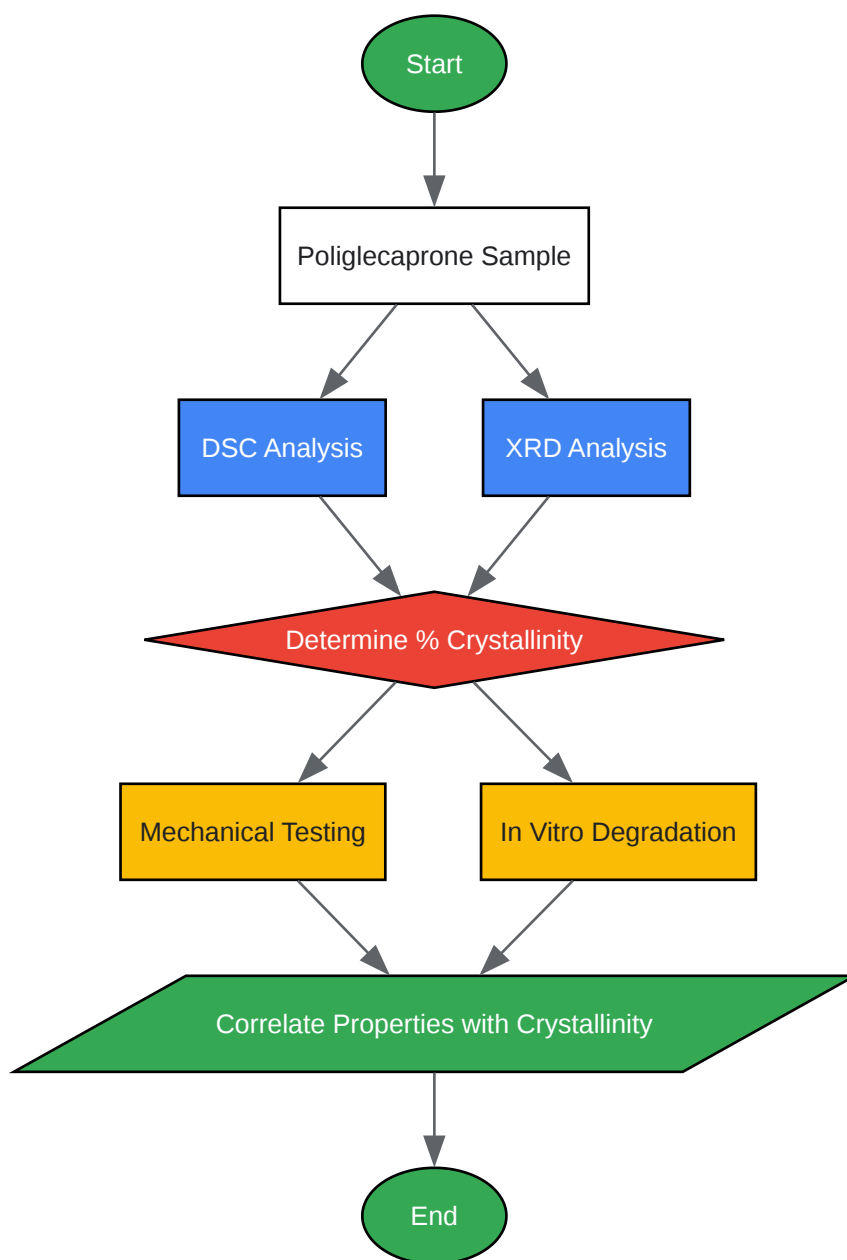 Start
Poliglecaprone Sample
DSC Analysis
XRD Analysis
Determine % Crystallinity
Mechanical Testing
In Vitro Degradation
Correlate Properties with Crystallinity
End